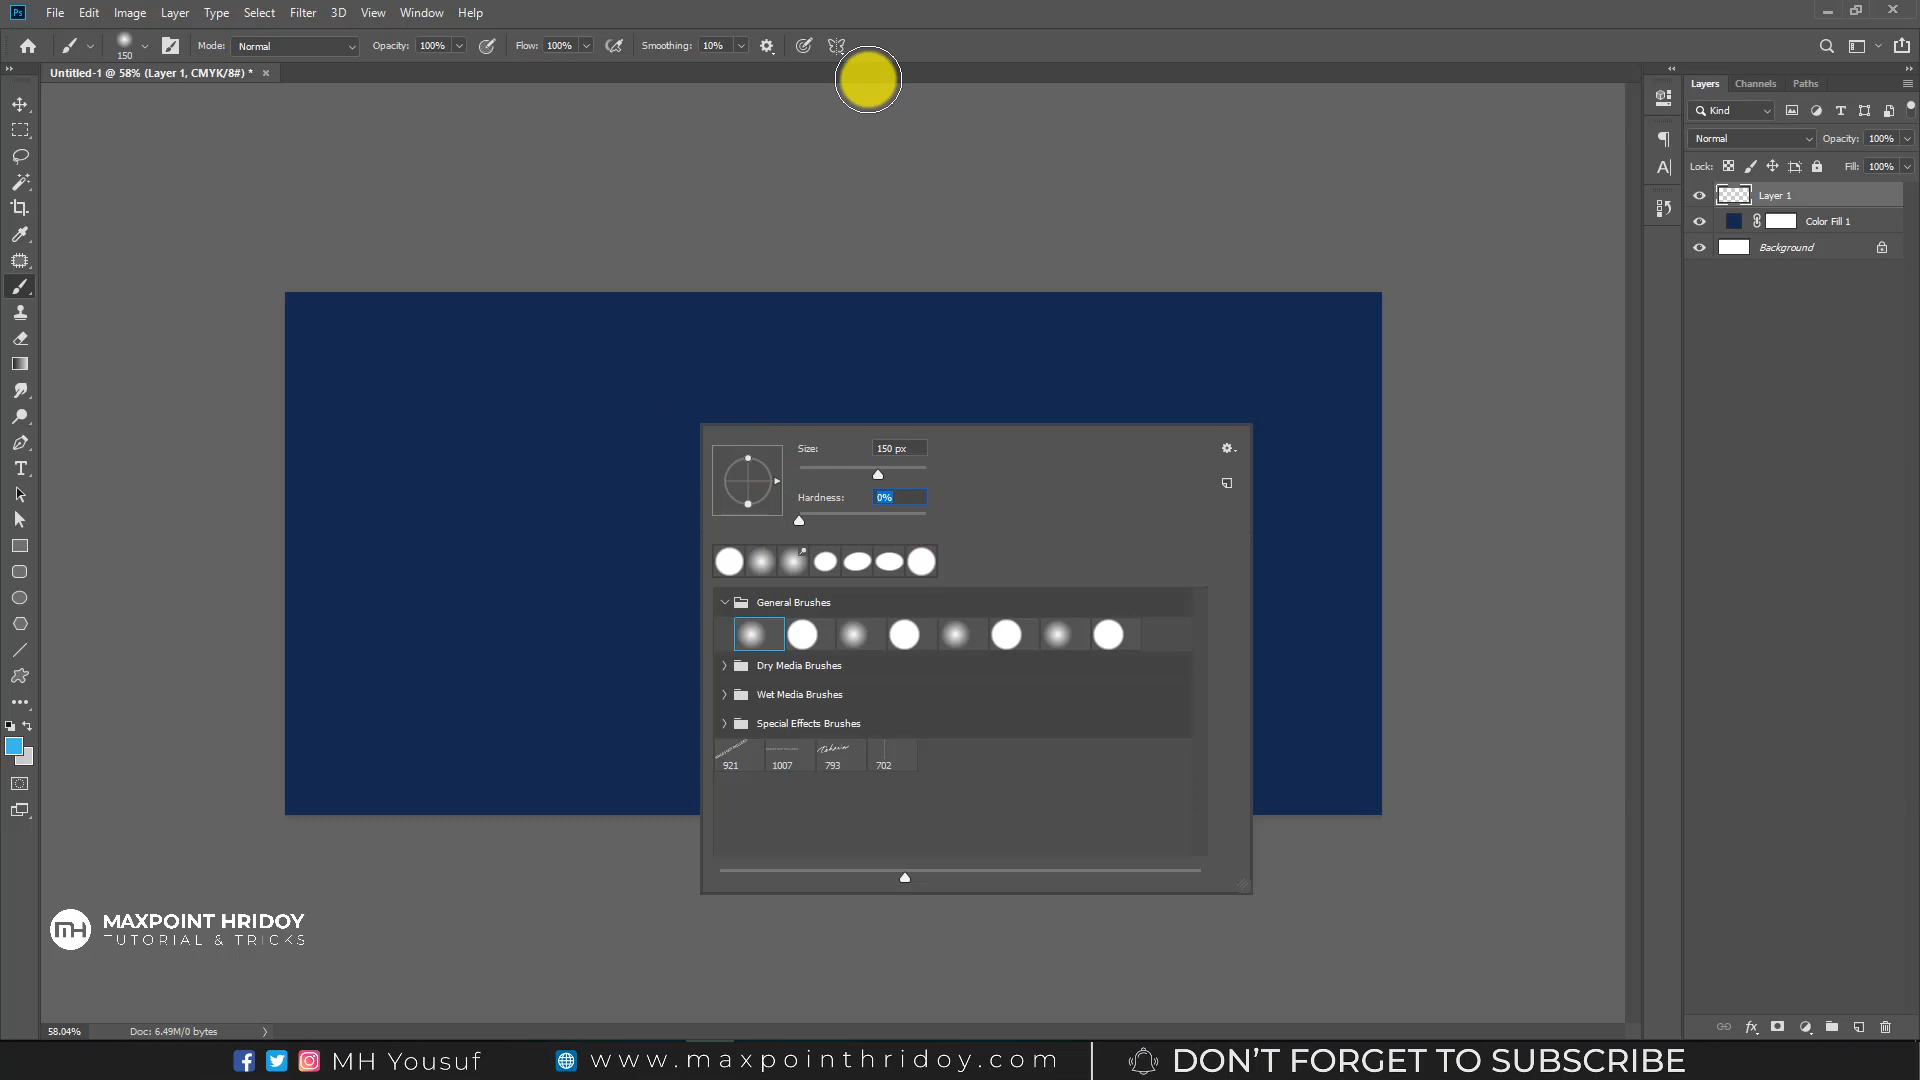 Ps File Edit Image Layer Type Select Filter 3D View Window Help
150 Mode: Normal Opacity: 100% Flow: 100% Smoothing: 10%
Untitled-1 @ 58% (Layer 1, CMYK/8#) * ×
Layers Channels Paths
Kind
Normal Opacity: 100%
Lock: Fill: 100%
Layer 1
Color Fill 1
Background
Size: 150 px
Hardness: 0%
General Brushes
Dry Media Brushes
Wet Media Brushes
Special Effects Brushes
921 1007 793 702
MH MAXPOINT HRIDOY
TUTORIAL & TRICKS
58.04% Doc: 6.49M/0 bytes
MH Yousuf www.maxpointhridoy.com DON'T FORGET TO SUBSCRIBE